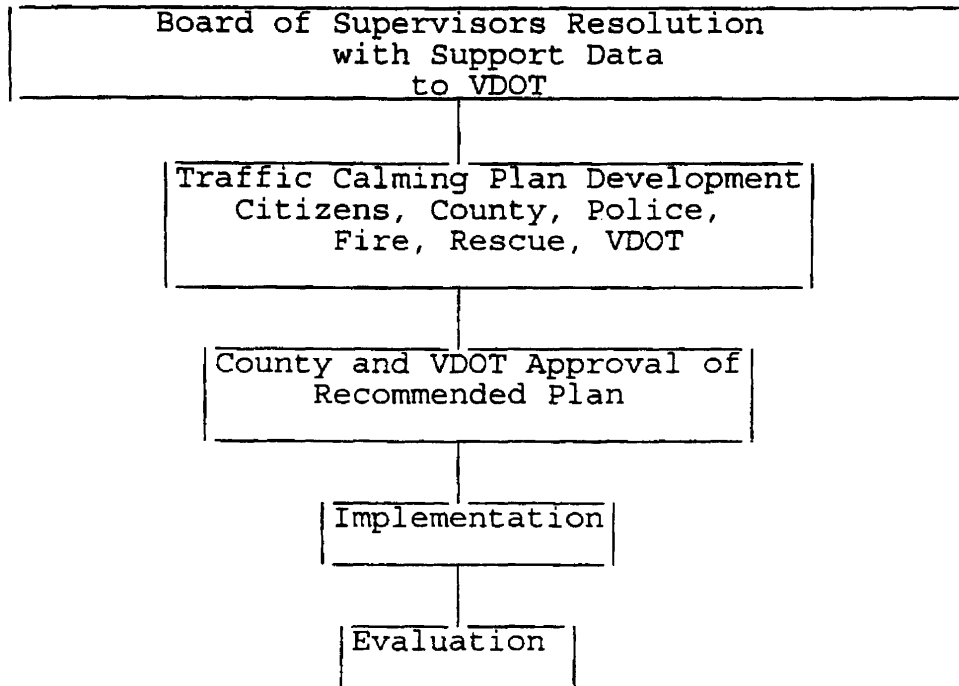 Board of Supervisors Resolution
with Support Data
to VDOT
Traffic Calming Plan Development
Citizens, County, Police,
Fire, Rescue, VDOT
County and VDOT Approval of
Recommended Plan
Implementation
Evaluation